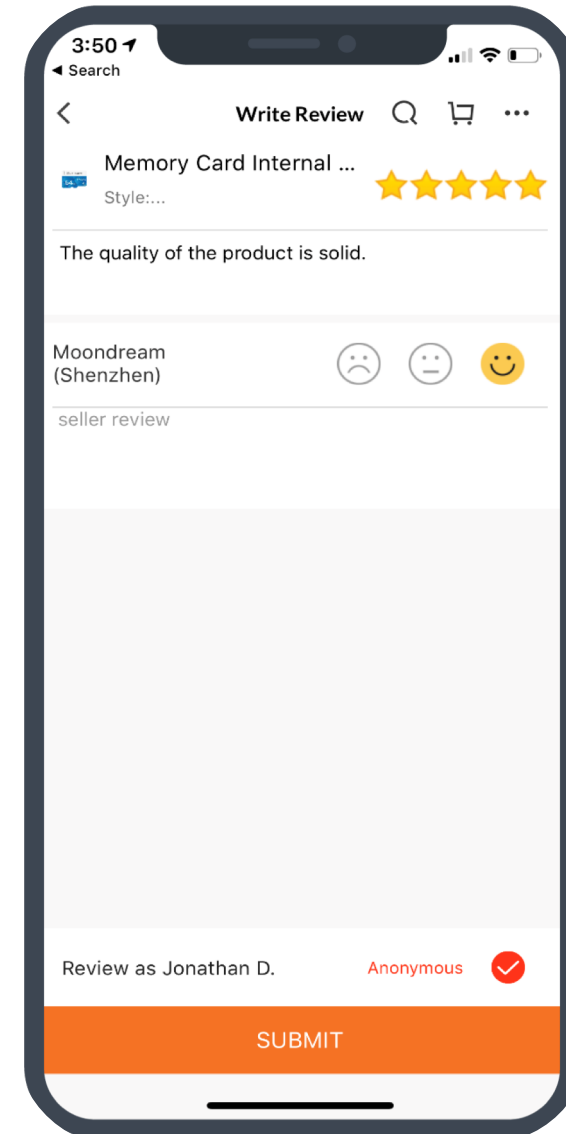 3:50
Search
Write Review
Memory Card Internal ...
Style:...
The quality of the product is solid.
Moondream
(Shenzhen)
seller review
Review as Jonathan D.
Anonymous
SUBMIT